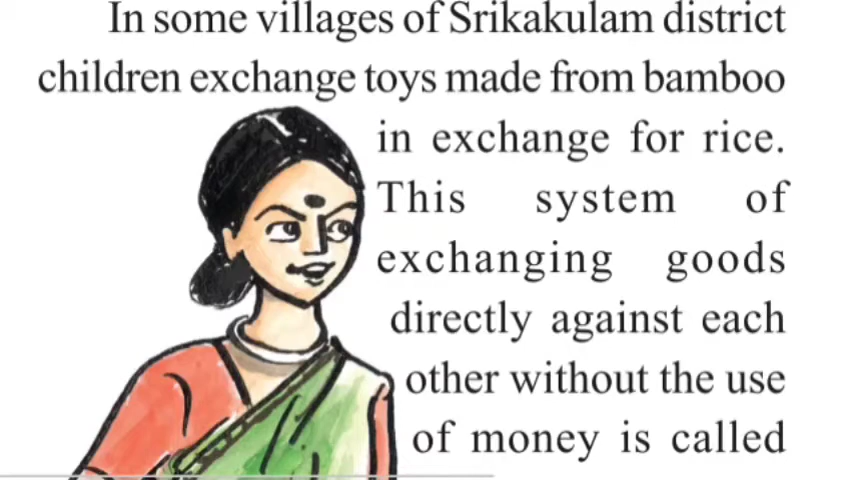 In some villages of Srikakulam district
children exchange toys made from bamboo
in exchange for rice.
This system of
exchanging goods
directly against each
other without the use
of money is called